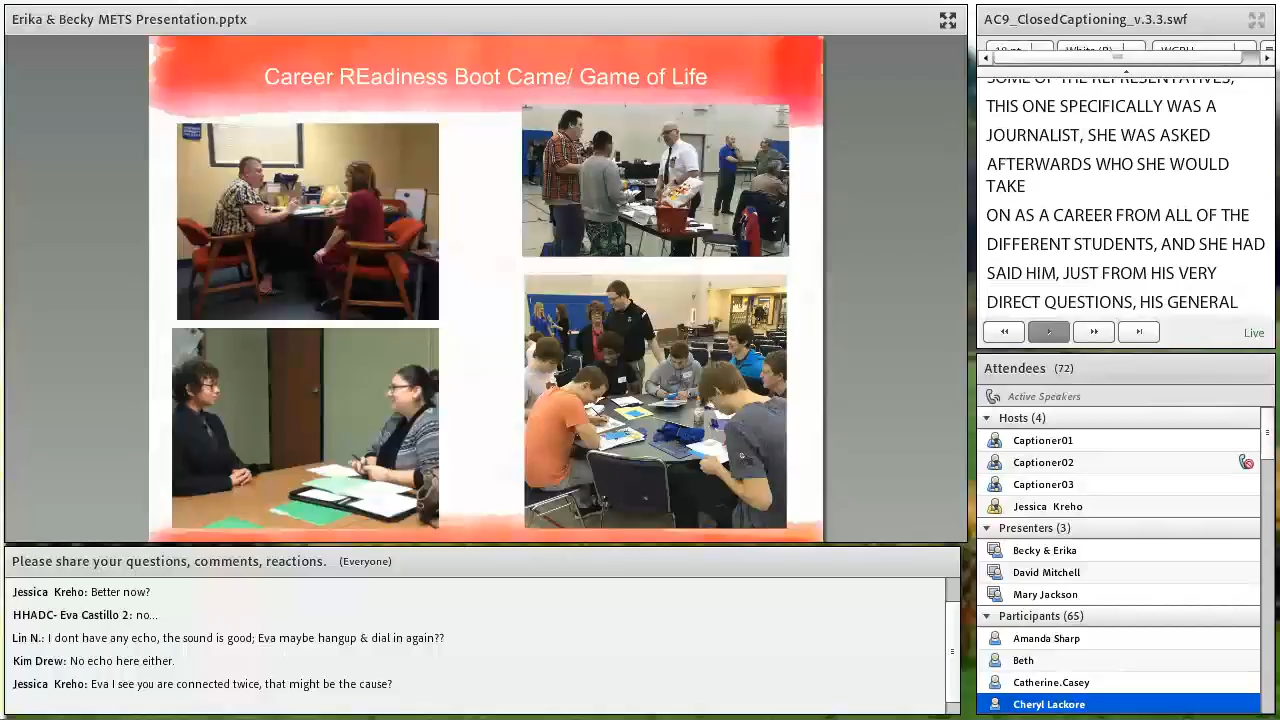 Erika & Becky METS Presentation.pptx
Career REadiness Boot Came/ Game of Life
AC9_ClosedCaptioning_v.3.3.swf
SOME OF THE REPRESENTATIVES,
THIS ONE SPECIFICALLY WAS A
JOURNALIST, SHE WAS ASKED
AFTERWARDS WHO SHE WOULD
TAKE
ON AS A CAREER FROM ALL OF THE
DIFFERENT STUDENTS, AND SHE HAD
SAID HIM, JUST FROM HIS VERY
DIRECT QUESTIONS, HIS GENERAL
Live
Attendees (72)
Active Speakers
Hosts (4)
Captioner01
Captioner02
Captioner03
Jessica Kreho
Presenters (3)
Becky & Erika
David Mitchell
Mary Jackson
Participants (65)
Amanda Sharp
Beth
Catherine.Casey
Cheryl Lackore
Please share your questions, comments, reactions. (Everyone)
Jessica Kreho: Better now?
HHADC- Eva Castillo 2: no...
Lin N.: I dont have any echo, the sound is good; Eva maybe hangup & dial in again??
Kim Drew: No echo here either.
Jessica Kreho: Eva I see you are connected twice, that might be the cause?